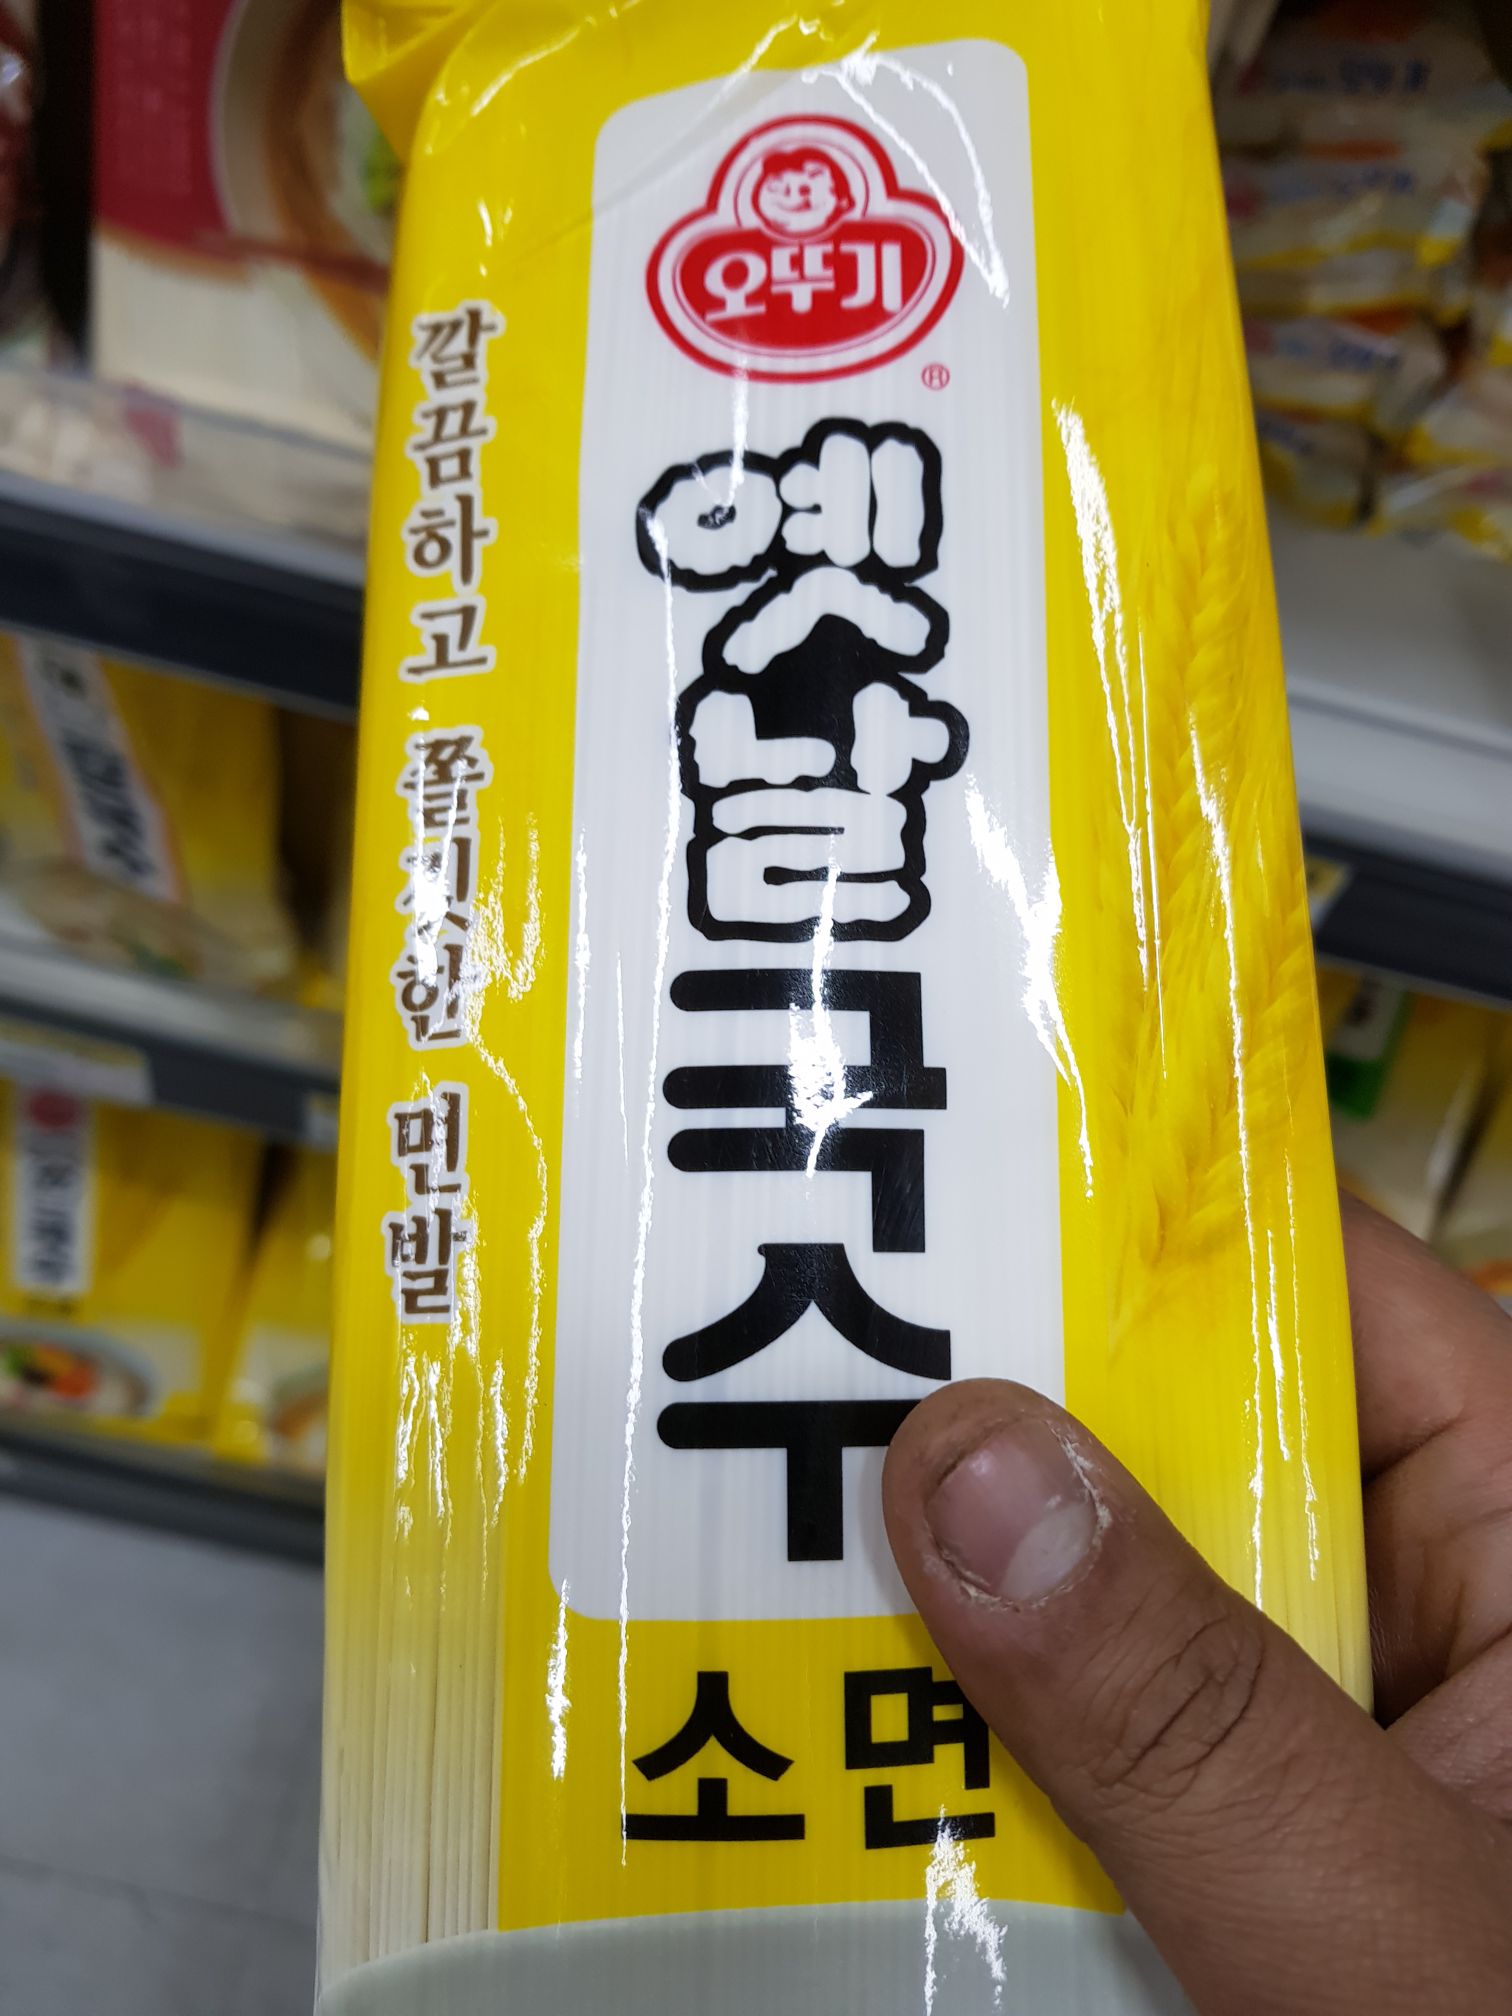 오뚜기
®
옛날
국수
소면
깔끔하고 쫄깃한 면발